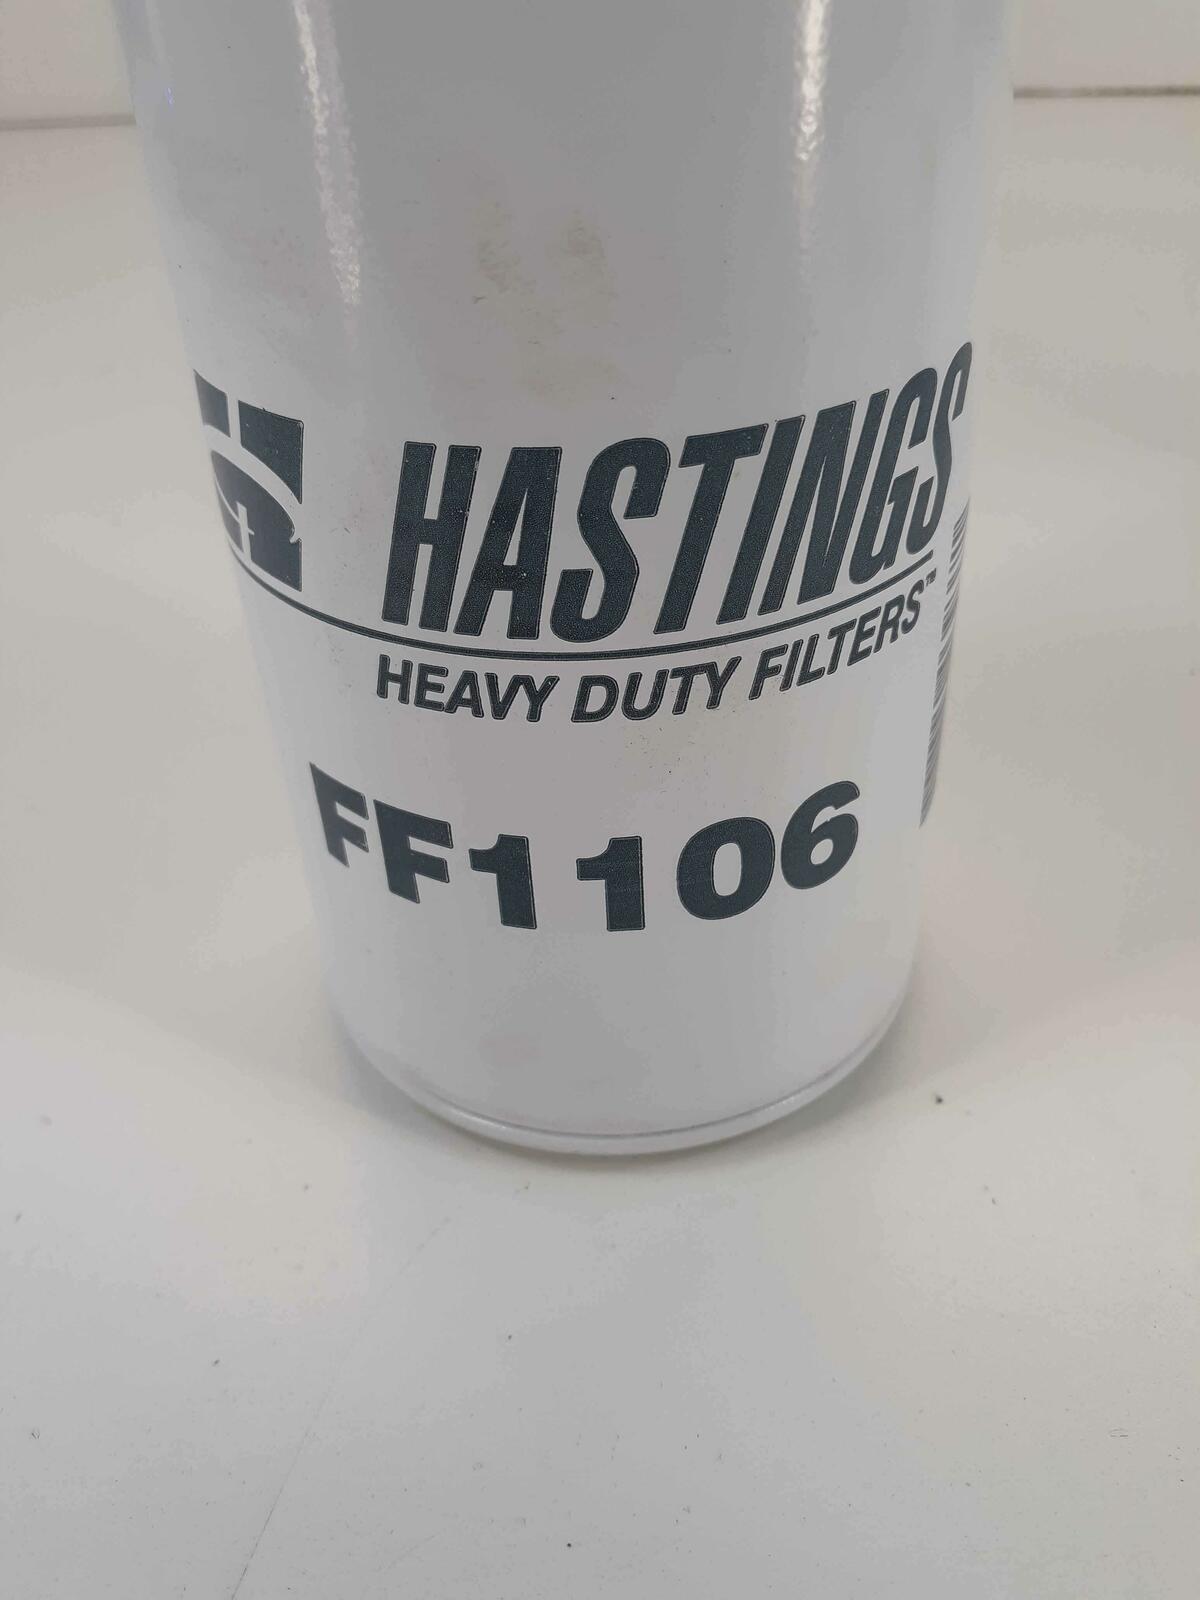 HASTINGS
HEAVY DUTY FILTERS™
FF1106